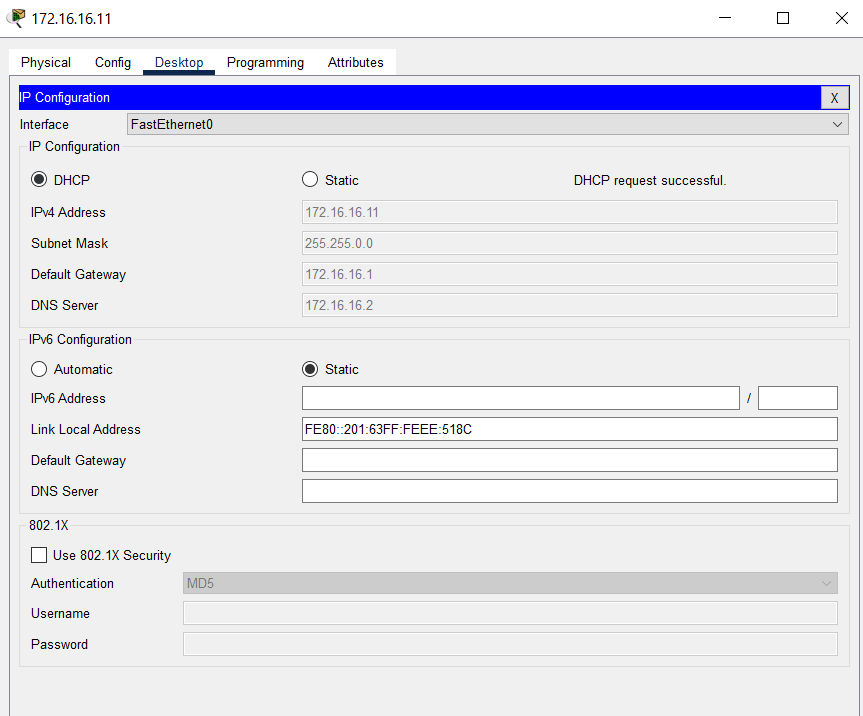 172.16.16.11
Physical Config Desktop Programming Attributes
IP Configuration X
Interface FastEthernet0
IP Configuration
DHCP Static DHCP request successful.
IPv4 Address 172.16.16.11
Subnet Mask 255.255.0.0
Default Gateway 172.16.16.1
DNS Server 172.16.16.2
IPv6 Configuration
Automatic Static
IPv6 Address /
Link Local Address FE80::201:63FF:FEEE:518C
Default Gateway
DNS Server
802.1X
Use 802.1X Security
Authentication MD5
Username
Password